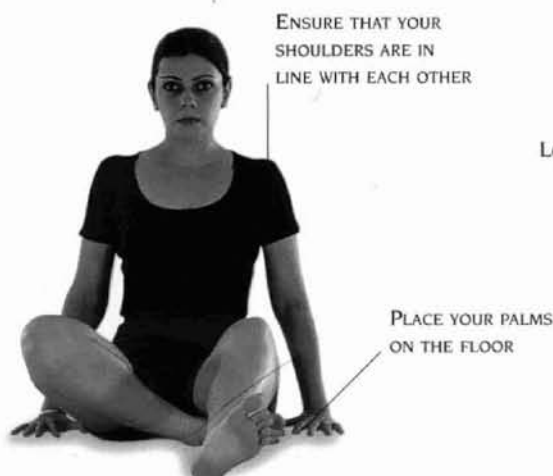 ENSURE THAT YOUR
SHOULDERS ARE IN
LINE WITH EACH OTHER
PLACE YOUR PALMS
ON THE FLOOR